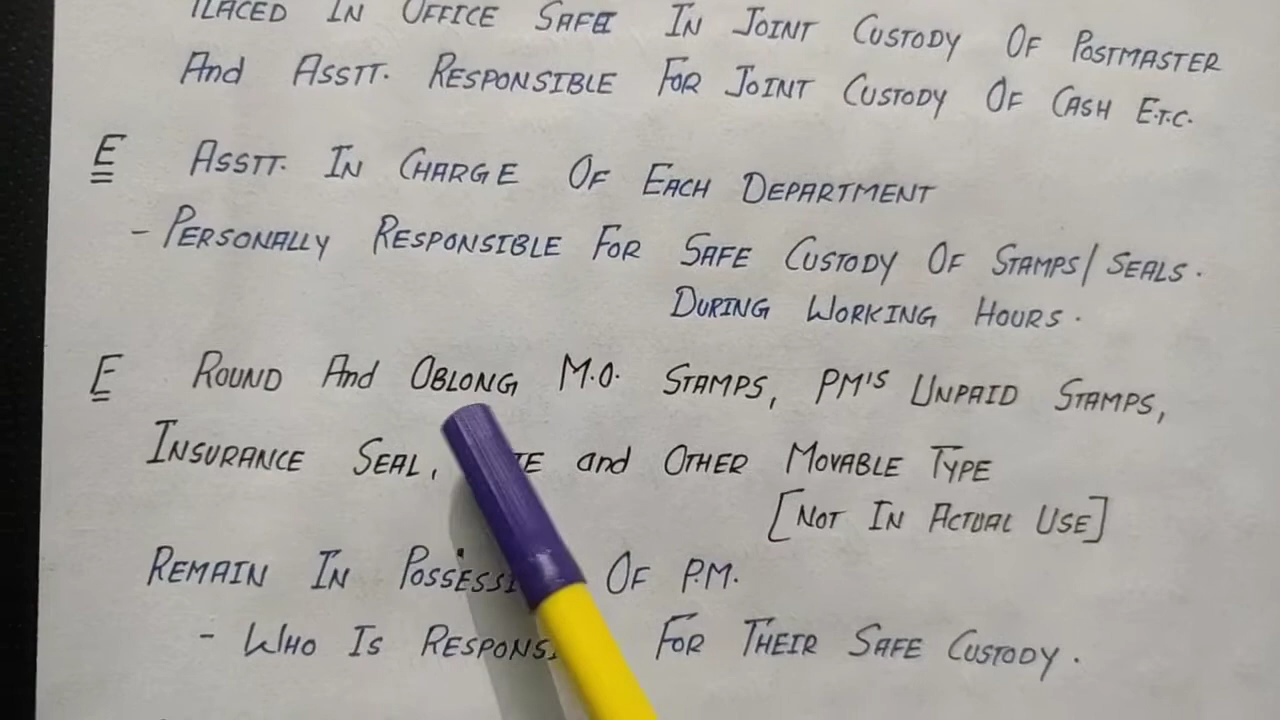 PLACED IN OFFICE SAFE IN JOINT CUSTODY OF POSTMASTER
And ASSTT. RESPONSIBLE FOR JOINT CUSTODY OF CASH E.T.C.
E ASSTT. IN CHARGE OF EACH DEPARTMENT
- PERSONALLY RESPONSIBLE FOR SAFE CUSTODY OF STAMPS/SEALS.
DURING WORKING HOURS.
E ROUND And OBLONG M.O. STAMPS, PM'S UNPAID STAMPS,
INSURANCE SEAL, and OTHER MOVABLE TYPE
[NOT IN ACTUAL USE]
REMAIN IN OF P.M.
- WHO IS FOR THEIR SAFE CUSTODY.